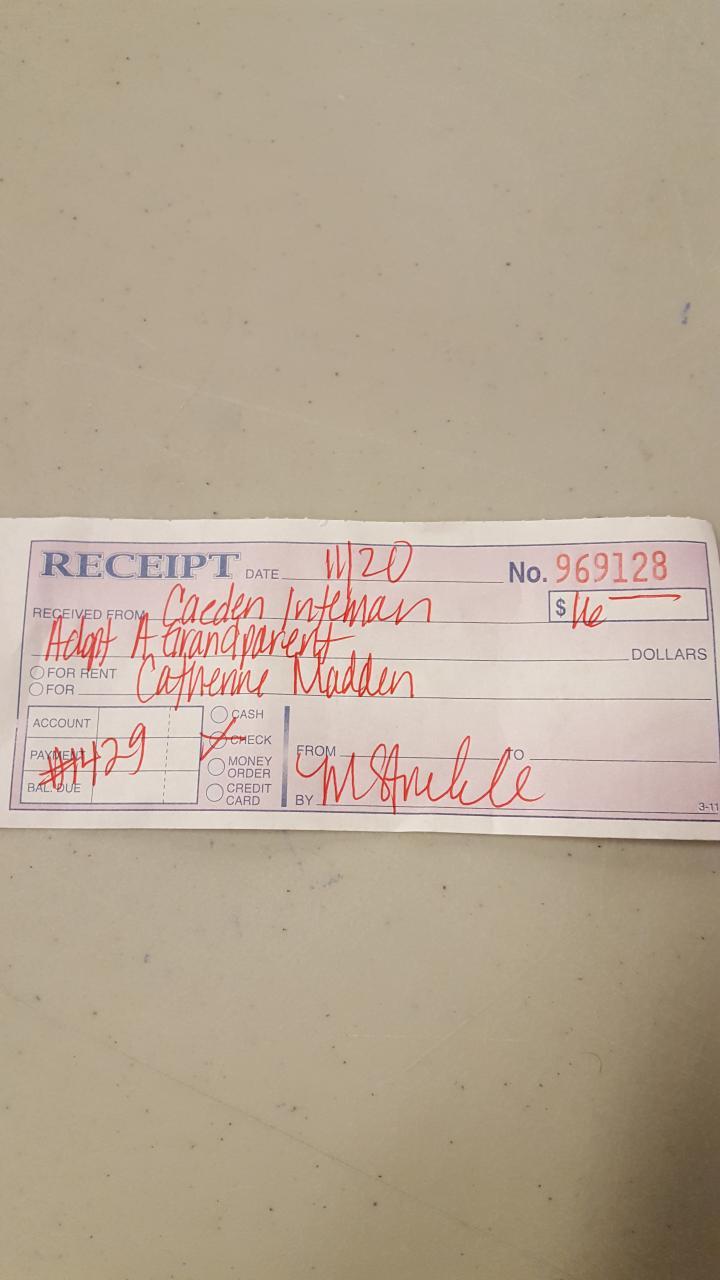 RECEIPT DATE 11/20 No. 969128
RECEIVED FROM Caeden Inteman $ 16
Adopt A Grandparent DOLLARS
FOR RENT
FOR Catherine Madden
ACCOUNT CASH
PAYMENT #1429 CHECK FROM TO
MONEY ORDER
BAL. DUE CREDIT CARD BY
3-11